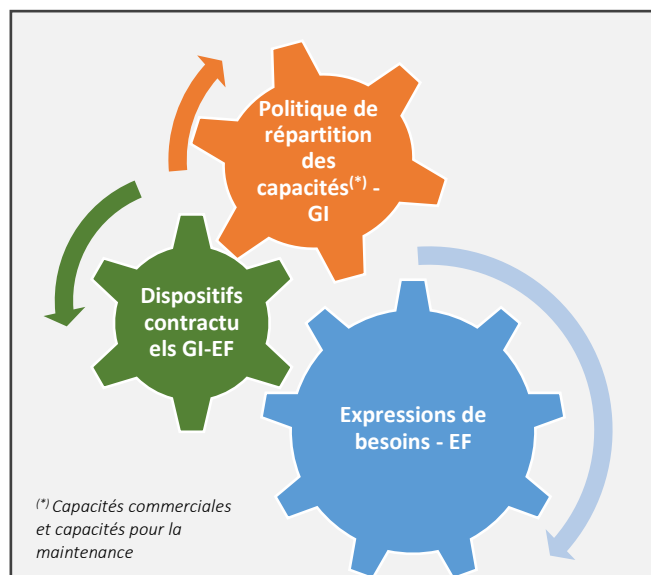 Politique de
répartition
des
capacités(*) -
GI
Dispositifs
contractu
els GI-EF
Expressions de
besoins - EF
(*) Capacités commerciales
et capacités pour la
maintenance